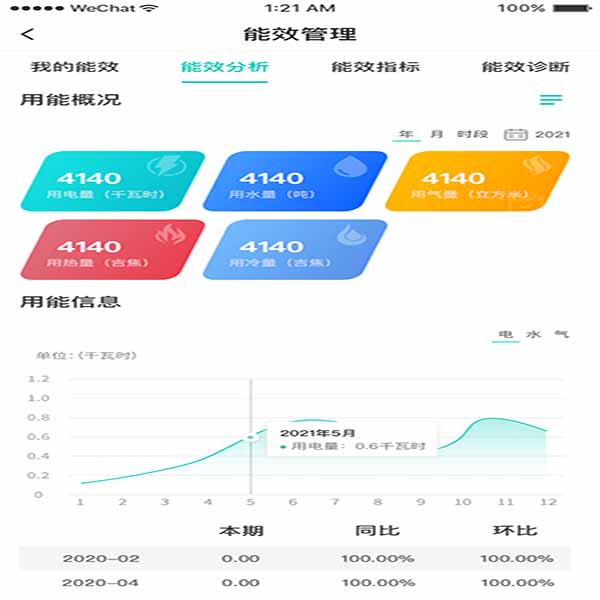 WeChat 1:21 AM 100%
能效管理
我的能效 能效分析 能效指标 能效诊断
用能概况
年 月 时段 2021
4140 4140 4140
用电量（千瓦时） 用水量（吨） 用气量（立方米）
4140 4140
用热量（吉焦） 用冷量（吉焦）
用能信息
电 水 气
单位:(千瓦时)
1.2
1.0
0.8
2021年5月
0.6
用电量：0.6千瓦时
0.4
0.2
0
1 2 3 4 5 6 7 8 9 10 11 12
本期 同比 环比
2020-02 0.00 100.00% 100.00%
2020-04 0.00 100.00% 100.00%